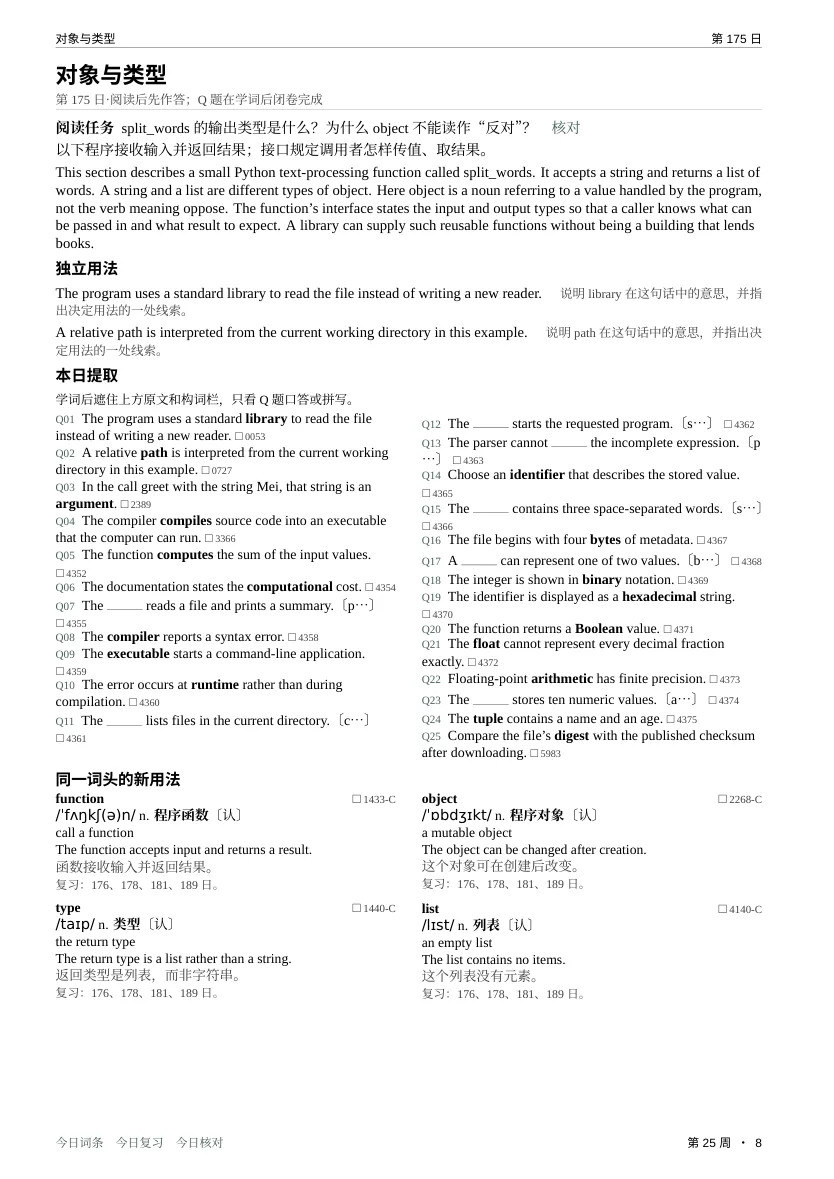 对象与类型 第 175 日
对象与类型
第 175 日·阅读后先作答；Q 题在学词后闭卷完成
阅读任务 split_words 的输出类型是什么？为什么 object 不能读作“反对”？ 核对
以下程序接收输入并返回结果；接口规定调用者怎样传值、取结果。
This section describes a small Python text-processing function called split_words. It accepts a string and returns a list of
words. A string and a list are different types of object. Here object is a noun referring to a value handled by the program,
not the verb meaning oppose. The function’s interface states the input and output types so that a caller knows what can
be passed in and what result to expect. A library can supply such reusable functions without being a building that lends
books.
独立用法
The program uses a standard library to read the file instead of writing a new reader. 说明 library 在这句话中的意思，并指
出决定用法的一处线索。
A relative path is interpreted from the current working directory in this example. 说明 path 在这句话中的意思，并指出决
定用法的一处线索。
本日提取
学词后遮住上方原文和构词栏，只看 Q 题口答或拼写。
Q01 The program uses a standard library to read the file
instead of writing a new reader. □ 0053
Q02 A relative path is interpreted from the current working
directory in this example. □ 0727
Q03 In the call greet with the string Mei, that string is an
argument. □ 2389
Q04 The compiler compiles source code into an executable
that the computer can run. □ 3366
Q05 The function computes the sum of the input values.
□ 4352
Q06 The documentation states the computational cost. □ 4354
Q07 The _____ reads a file and prints a summary.〔p…〕
□ 4355
Q08 The compiler reports a syntax error. □ 4358
Q09 The executable starts a command-line application.
□ 4359
Q10 The error occurs at runtime rather than during
compilation. □ 4360
Q11 The _____ lists files in the current directory.〔c…〕
□ 4361
Q12 The _____ starts the requested program.〔s…〕 □ 4362
Q13 The parser cannot _____ the incomplete expression.〔p
…〕 □ 4363
Q14 Choose an identifier that describes the stored value.
□ 4365
Q15 The _____ contains three space-separated words.〔s…〕
□ 4366
Q16 The file begins with four bytes of metadata. □ 4367
Q17 A _____ can represent one of two values.〔b…〕 □ 4368
Q18 The integer is shown in binary notation. □ 4369
Q19 The identifier is displayed as a hexadecimal string.
□ 4370
Q20 The function returns a Boolean value. □ 4371
Q21 The float cannot represent every decimal fraction
exactly. □ 4372
Q22 Floating-point arithmetic has finite precision. □ 4373
Q23 The _____ stores ten numeric values.〔a…〕 □ 4374
Q24 The tuple contains a name and an age. □ 4375
Q25 Compare the file’s digest with the published checksum
after downloading. □ 5983
同一词头的新用法
function □ 1433-C
/ˈfʌŋkʃ(ə)n/ n. 程序函数〔认〕
call a function
The function accepts input and returns a result.
函数接收输入并返回结果。
复习：176、178、181、189 日。
object □ 2268-C
/ˈɒbdʒɪkt/ n. 程序对象〔认〕
a mutable object
The object can be changed after creation.
这个对象可在创建后改变。
复习：176、178、181、189 日。
type □ 1440-C
/taɪp/ n. 类型〔认〕
the return type
The return type is a list rather than a string.
返回类型是列表，而非字符串。
复习：176、178、181、189 日。
list □ 4140-C
/lɪst/ n. 列表〔认〕
an empty list
The list contains no items.
这个列表没有元素。
复习：176、178、181、189 日。
今日词条 今日复习 今日核对 第 25 周 · 8